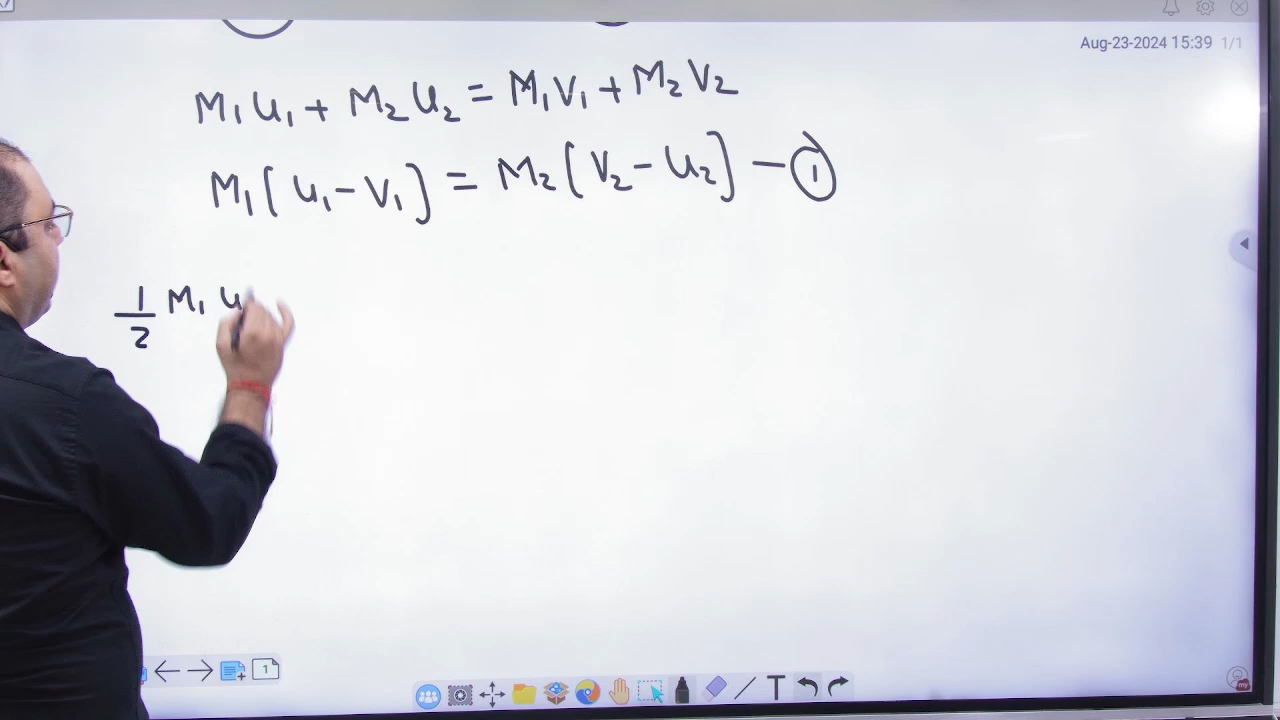 Aug-23-2024 15:39 1/1
M₁U₁ + M₂U₂ = M₁V₁ + M₂V₂
M₁[U₁ - V₁] = M₂[V₂ - U₂] — ①
1/2 M₁ U
1
T